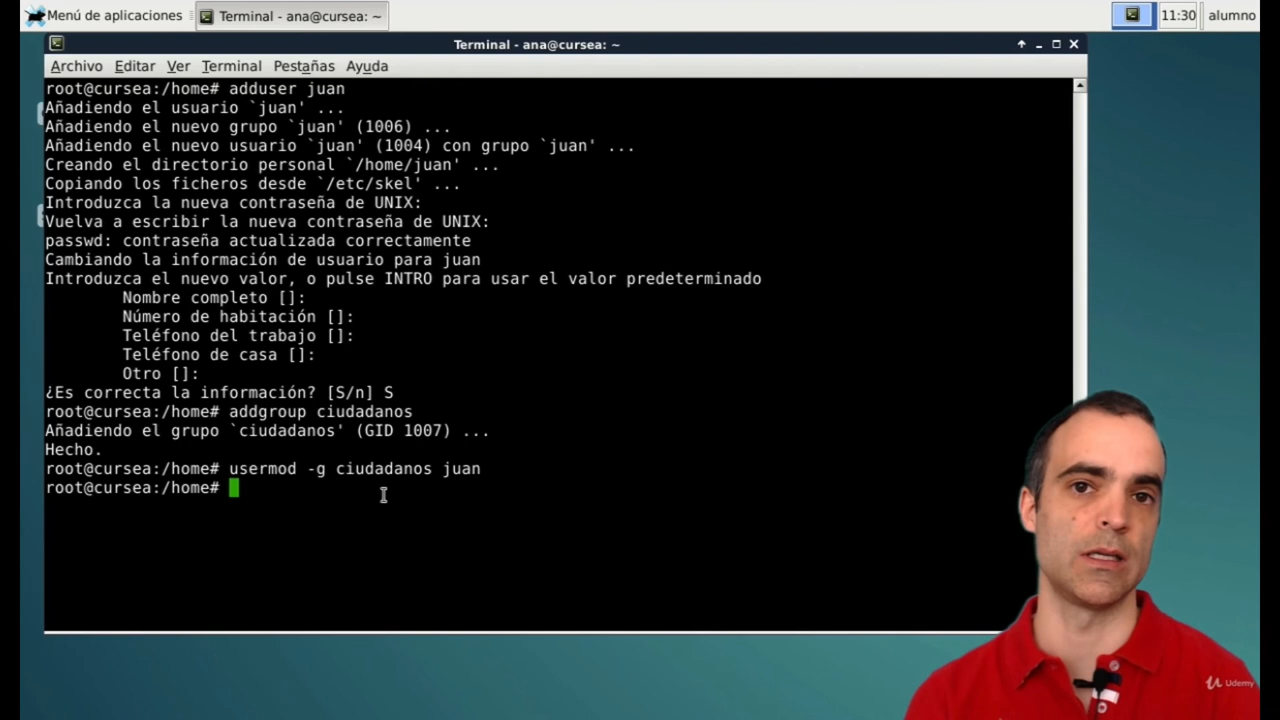 Menú de aplicaciones
Terminal - ana@cursea: ~
11:30
alumno
Terminal - ana@cursea: ~
Archivo Editar Ver Terminal Pestañas Ayuda
root@cursea:/home# adduser juan
Añadiendo el usuario `juan' ...
Añadiendo el nuevo grupo `juan' (1006) ...
Añadiendo el nuevo usuario `juan' (1004) con grupo `juan' ...
Creando el directorio personal `/home/juan' ...
Copiando los ficheros desde `/etc/skel' ...
Introduzca la nueva contraseña de UNIX:
Vuelva a escribir la nueva contraseña de UNIX:
passwd: contraseña actualizada correctamente
Cambiando la información de usuario para juan
Introduzca el nuevo valor, o pulse INTRO para usar el valor predeterminado
Nombre completo []:
Número de habitación []:
Teléfono del trabajo []:
Teléfono de casa []:
Otro []:
¿Es correcta la información? [S/n] S
root@cursea:/home# addgroup ciudadanos
Añadiendo el grupo `ciudadanos' (GID 1007) ...
Hecho.
root@cursea:/home# usermod -g ciudadanos juan
root@cursea:/home#
Udemy